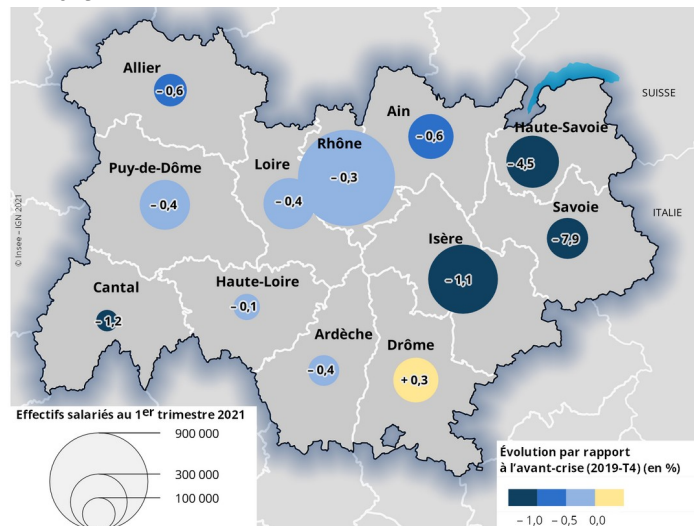 Allier
– 0,6
SUISSE
Ain
– 0,6
Haute-Savoie
– 4,5
Rhône
– 0,3
Loire
– 0,4
Puy-de-Dôme
– 0,4
Savoie
– 7,9
ITALIE
Isère
– 1,1
© Insee – IGN 2021
Haute-Loire
– 0,1
Cantal
– 1,2
Ardèche
– 0,4
Drôme
+ 0,3
Effectifs salariés au 1er trimestre 2021
900 000
300 000
100 000
Évolution par rapport
à l’avant-crise (2019-T4) (en %)
– 1,0 – 0,5 0,0